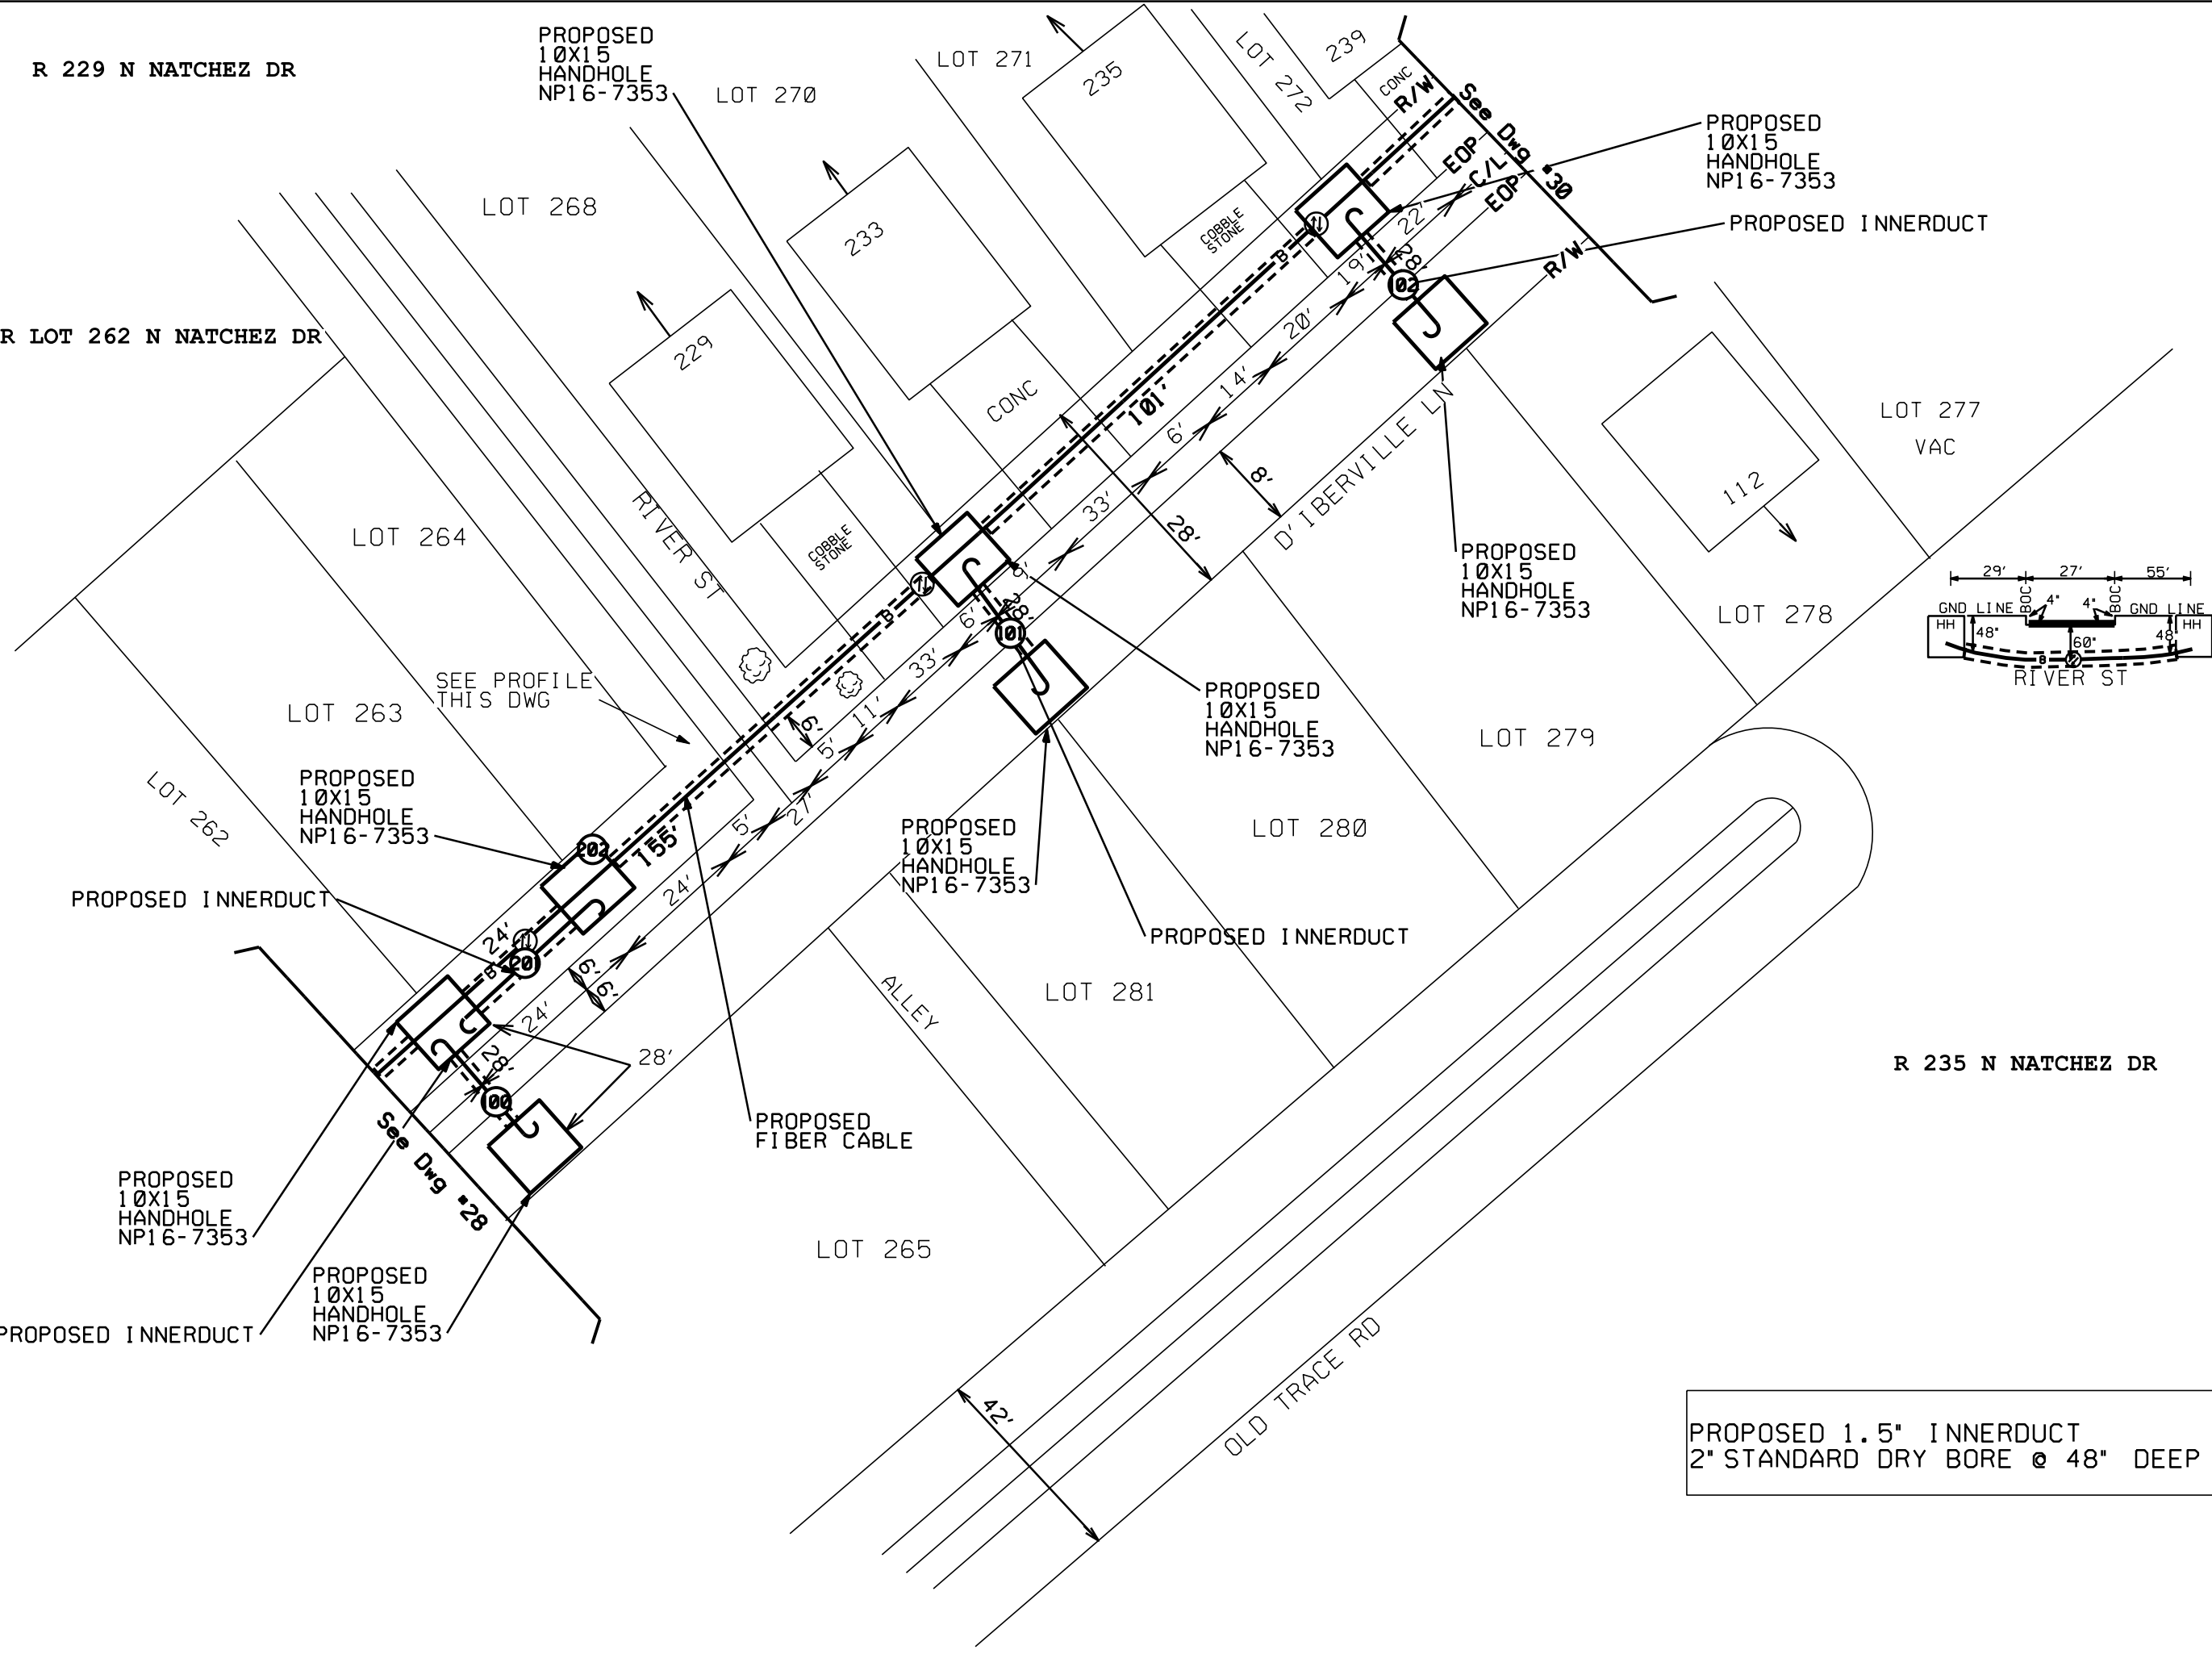 R 229 N NATCHEZ DR
PROPOSED
10X15
HANDHOLE
NP16-7353
LOT 270
LOT 271
235
LOT 272
239
CONC
R/W
See Dwg #30
EOP
C/L
EOP
R/W
PROPOSED
10X15
HANDHOLE
NP16-7353
PROPOSED INNERDUCT
LOT 268
233
COBBLE
STONE
B
22'
28'
19'
102
20'
14'
6'
33'
101'
8'
28'
D'IBERVILLE LN
R LOT 262 N NATCHEZ DR
229
CONC
LOT 277
VAC
112
LOT 264
RIVER ST
COBBLE
STONE
PROPOSED
10X15
HANDHOLE
NP16-7353
LOT 278
29'
27'
55'
GND LINE
BOC
4"
4"
BOC
GND LINE
HH
48"
60"
48"
HH
B
RIVER ST
B
6'
28'
6'
101
33'
11'
5'
6'
27'
5'
SEE PROFILE
THIS DWG
LOT 263
LOT 262
PROPOSED
10X15
HANDHOLE
NP16-7353
PROPOSED
10X15
HANDHOLE
NP16-7353
LOT 279
PROPOSED
10X15
HANDHOLE
NP16-7353
LOT 280
202
155'
24'
PROPOSED INNERDUCT
24'
B
201
6'
6'
24'
28'
100
28'
PROPOSED INNERDUCT
ALLEY
LOT 281
R 235 N NATCHEZ DR
See Dwg #28
PROPOSED
FIBER CABLE
PROPOSED
10X15
HANDHOLE
NP16-7353
PROPOSED
10X15
HANDHOLE
NP16-7353
PROPOSED INNERDUCT
LOT 265
42'
OLD TRACE RD
PROPOSED 1.5" INNERDUCT
2" STANDARD DRY BORE @ 48" DEEP